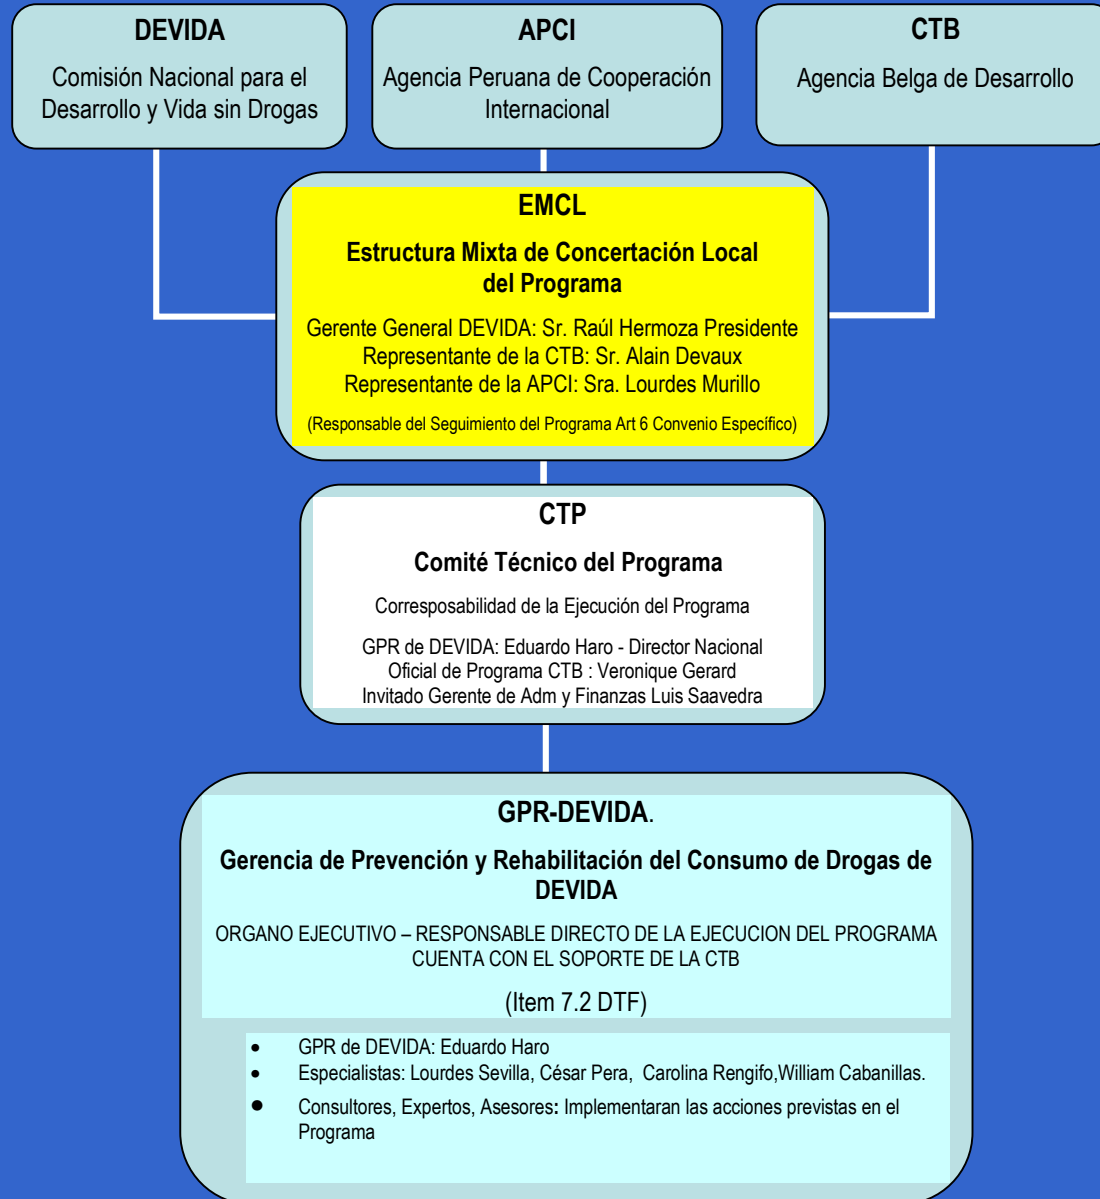 DEVIDA
Comisión Nacional para el
Desarrollo y Vida sin Drogas
APCI
Agencia Peruana de Cooperación
Internacional
CTB
Agencia Belga de Desarrollo
EMCL
Estructura Mixta de Concertación Local
del Programa
Gerente General DEVIDA: Sr. Raúl Hermoza Presidente
Representante de la CTB: Sr. Alain Devaux
Representante de la APCI: Sra. Lourdes Murillo
(Responsable del Seguimiento del Programa Art 6 Convenio Específico)
CTP
Comité Técnico del Programa
Corresposabilidad de la Ejecución del Programa
GPR de DEVIDA: Eduardo Haro - Director Nacional
Oficial de Programa CTB : Veronique Gerard
Invitado Gerente de Adm y Finanzas Luis Saavedra
GPR-DEVIDA.
Gerencia de Prevención y Rehabilitación del Consumo de Drogas de
DEVIDA
ORGANO EJECUTIVO – RESPONSABLE DIRECTO DE LA EJECUCION DEL PROGRAMA
CUENTA CON EL SOPORTE DE LA CTB
(Item 7.2 DTF)
• GPR de DEVIDA: Eduardo Haro
• Especialistas: Lourdes Sevilla, César Pera, Carolina Rengifo,William Cabanillas.
• Consultores, Expertos, Asesores: Implementaran las acciones previstas en el
Programa